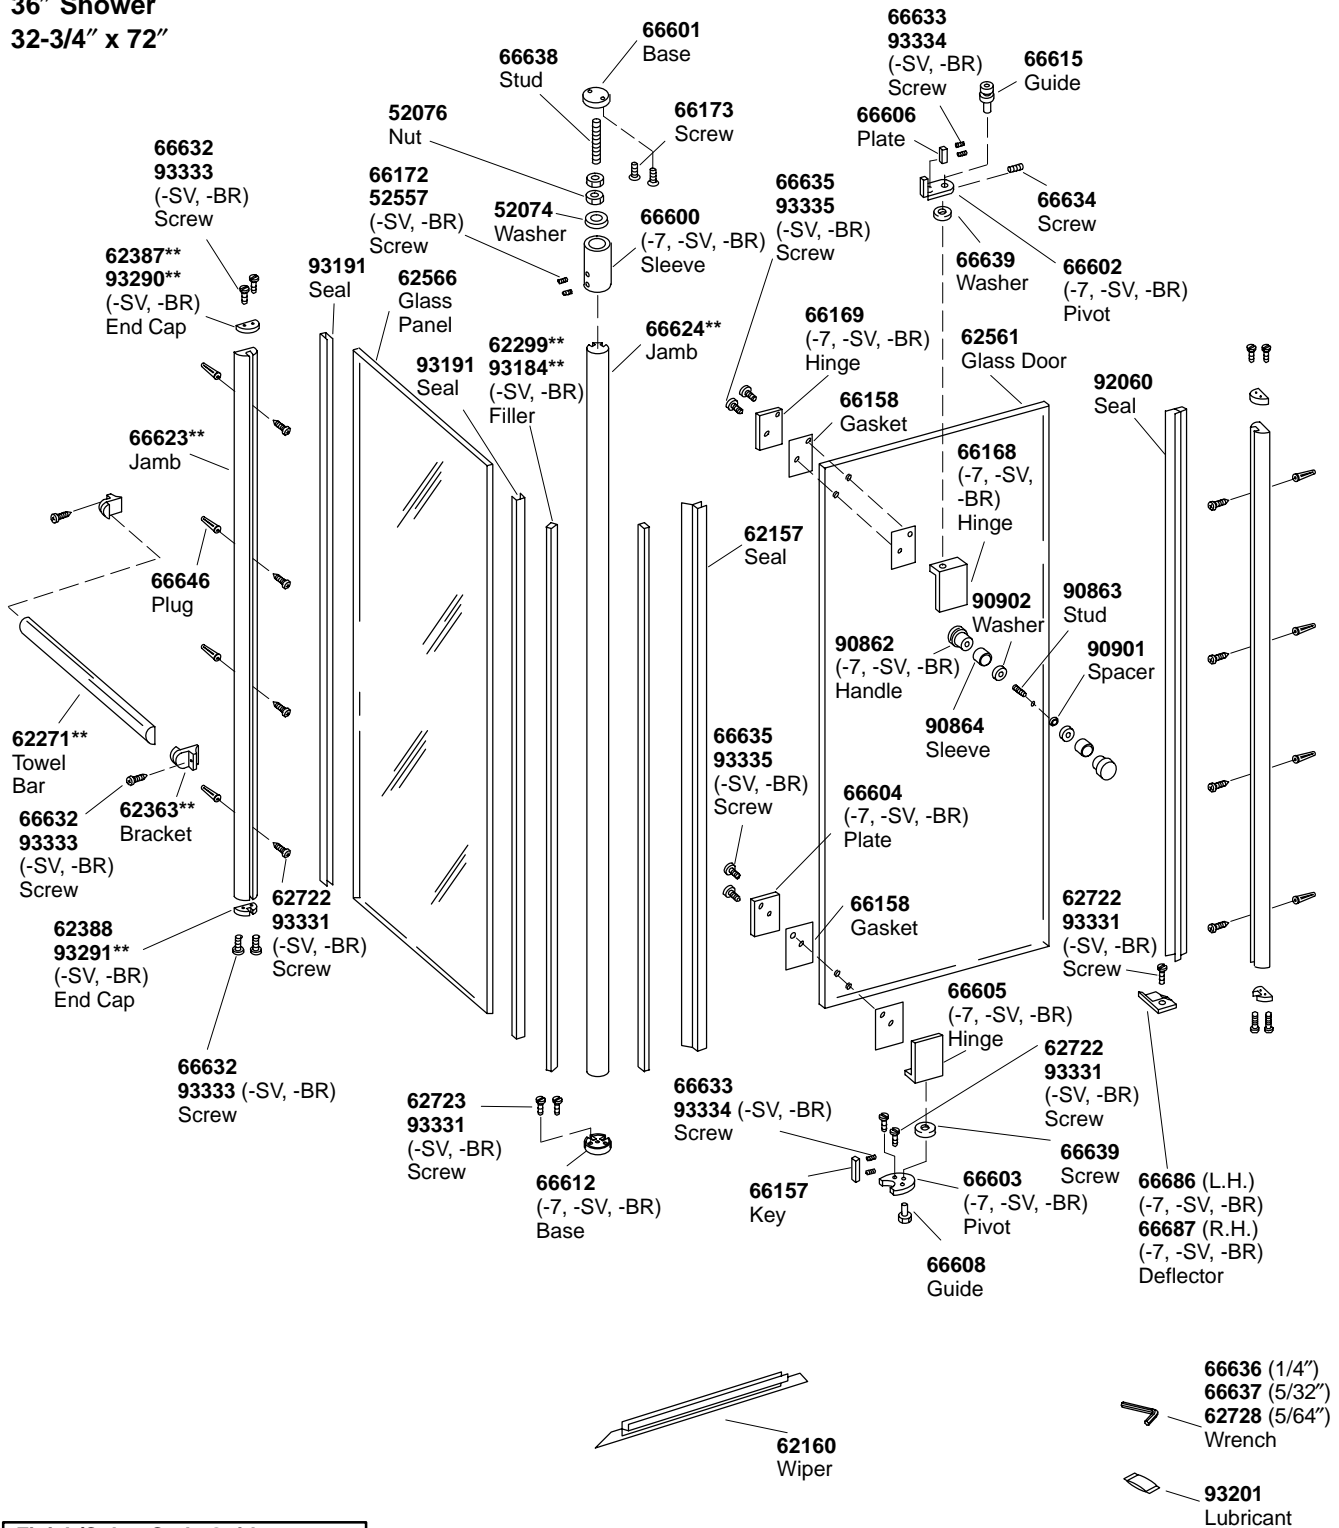 36″ Shower
32-3/4″ x 72″
66601
Base
66638
Stud
66173
Screw
52076
Nut
66633
93334
(-SV, -BR)
Screw
66615
Guide
66606
Plate
66634
Screw
66632
93333
(-SV, -BR)
Screw
66172
52557
(-SV, -BR)
Screw
52074
Washer
66600
(-7, -SV, -BR)
Sleeve
66635
93335
(-SV, -BR)
Screw
66639
Washer
66602
(-7, -SV, -BR)
Pivot
62387**
93290**
(-SV, -BR)
End Cap
93191
Seal
62566
Glass
Panel
93191
Seal
62299**
93184**
(-SV, -BR)
Filler
66624**
Jamb
66169
(-7, -SV, -BR)
Hinge
62561
Glass Door
66158
Gasket
92060
Seal
66623**
Jamb
66168
(-7, -SV,
-BR)
Hinge
62157
Seal
66646
Plug
90902
Washer
90863
Stud
90862
(-7, -SV, -BR)
Handle
90901
Spacer
90864
Sleeve
62271**
Towel
Bar
66632
93333
(-SV, -BR)
Screw
62363**
Bracket
66635
93335
(-SV, -BR)
Screw
66604
(-7, -SV, -BR)
Plate
62388
93291**
(-SV, -BR)
End Cap
62722
93331
(-SV, -BR)
Screw
66158
Gasket
62722
93331
(-SV, -BR)
Screw
66605
(-7, -SV, -BR)
Hinge
66632
93333 (-SV, -BR)
Screw
62723
93331
(-SV, -BR)
Screw
66612
(-7, -SV, -BR)
Base
66633
93334 (-SV, -BR)
Screw
62722
93331
(-SV, -BR)
Screw
66639
Screw
66157
Key
66603
(-7, -SV, -BR)
Pivot
66608
Guide
66686 (L.H.)
(-7, -SV, -BR)
66687 (R.H.)
(-7, -SV, -BR)
Deflector
62160
Wiper
66636 (1/4″)
66637 (5/32″)
62728 (5/64″)
Wrench
93201
Lubricant